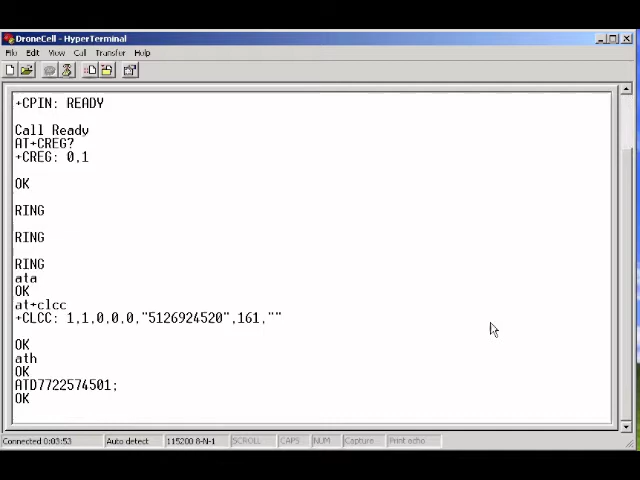 DroneCell - HyperTerminal
File Edit View Call Transfer Help
+CPIN: READY
Call Ready
AT+CREG?
+CREG: 0,1
OK
RING
RING
RING
ata
OK
at+clcc
+CLCC: 1,1,0,0,0,"5126924520",161,""
OK
ath
OK
ATD7722574501;
OK
Connected 0:03:53 Auto detect 115200 8-N-1 SCROLL CAPS NUM Capture Print echo